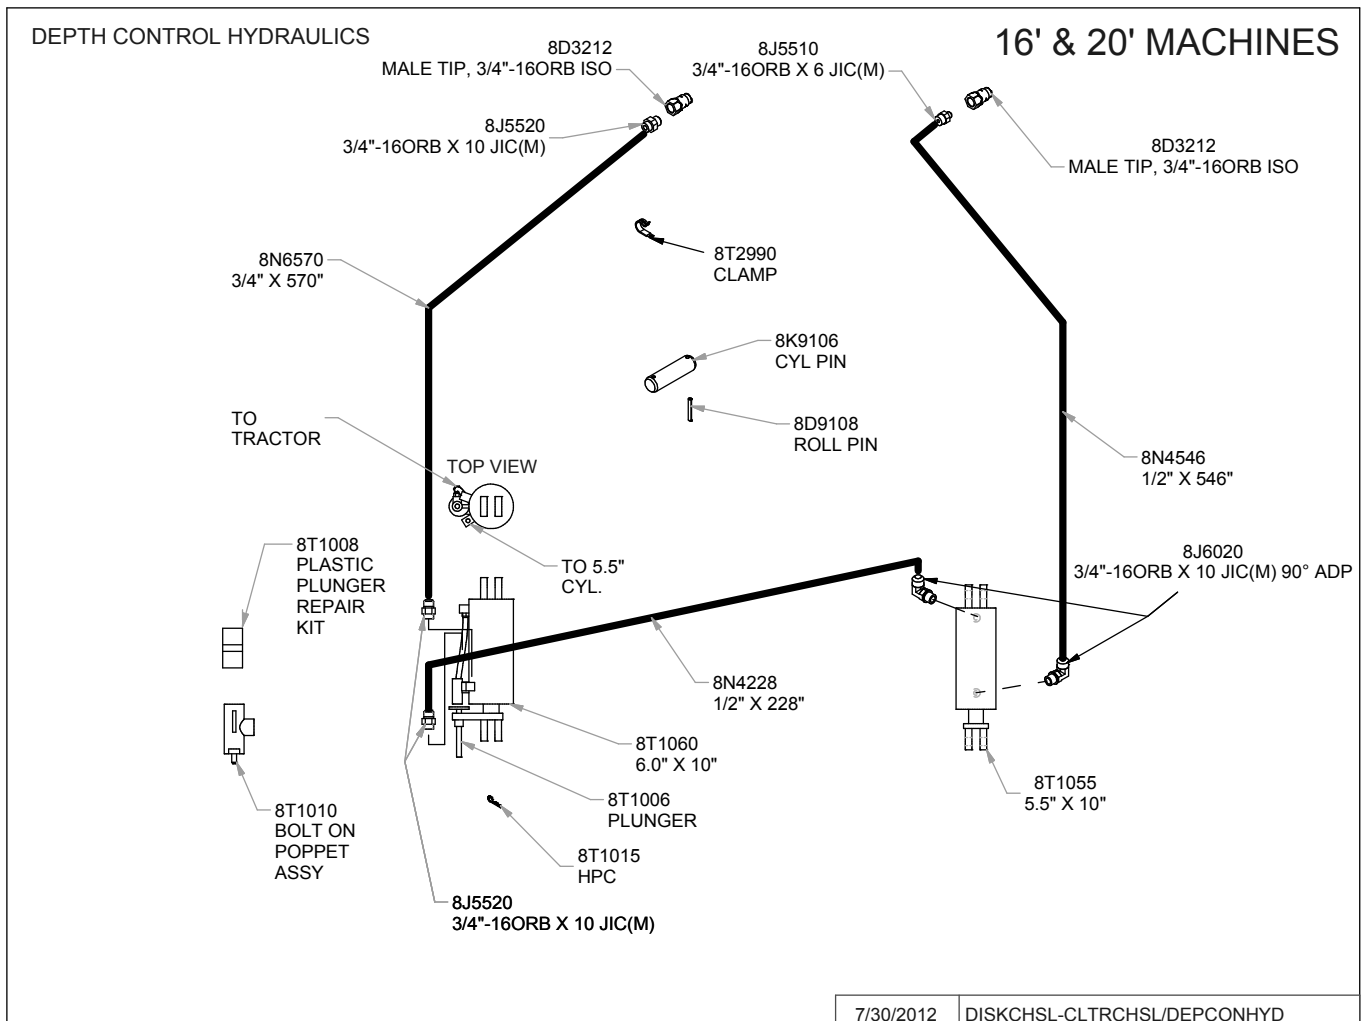 DEPTH CONTROL HYDRAULICS
16' & 20' MACHINES
8D3212
MALE TIP, 3/4"-16ORB ISO
8J5510
3/4"-16ORB X 6 JIC(M)
8J5520
3/4"-16ORB X 10 JIC(M)
8D3212
MALE TIP, 3/4"-16ORB ISO
8T2990
CLAMP
8N6570
3/4" X 570"
8K9106
CYL PIN
TO
TRACTOR
8D9108
ROLL PIN
TOP VIEW
8N4546
1/2" X 546"
8T1008
PLASTIC
PLUNGER
REPAIR
KIT
TO 5.5"
CYL.
8J6020
3/4"-16ORB X 10 JIC(M) 90° ADP
8N4228
1/2" X 228"
8T1060
6.0" X 10"
8T1055
5.5" X 10"
8T1006
PLUNGER
8T1010
BOLT ON
POPPET
ASSY
8T1015
HPC
8J5520
3/4"-16ORB X 10 JIC(M)
7/30/2012
DISKCHSL-CLTRCHSL/DEPCONHYD